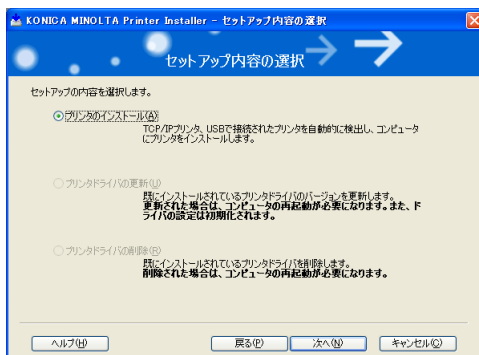 KONICA MINOLTA Printer Installer - セットアップ内容の選択
セットアップ内容の選択
セットアップの内容を選択します。
プリンタのインストール(A)
TCP/IPプリンタ、USBで接続されたプリンタを自動的に検出し、コンピュータ
にプリンタをインストールします。
プリンタドライバの更新(U)
既にインストールされているプリンタドライバのバージョンを更新します。
更新された場合は、コンピュータの再起動が必要になります。また、ド
ライバの設定は初期化されます。
プリンタドライバの削除(R)
既にインストールされているプリンタドライバを削除します。
削除された場合は、コンピュータの再起動が必要になります。
ヘルプ(H)
戻る(P)
次へ(N)
キャンセル(C)